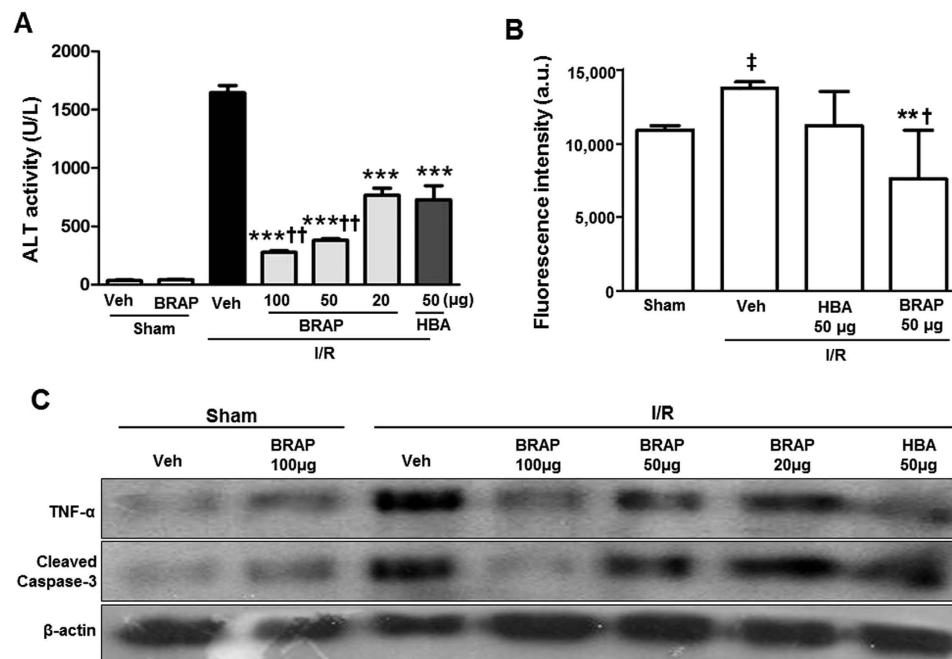 A
ALT activity (U/L)
2000
1500
1000
500
0
***††
***††
***
***
Veh
BRAP
Veh
100
50
20
50 (µg)
Sham
BRAP
HBA
I/R
B
Fluorescence intensity (a.u.)
15,000
10,000
5,000
0
‡
**†
Sham
Veh
HBA
50 µg
BRAP
50 µg
I/R
C
Sham
I/R
Veh
BRAP
100µg
Veh
BRAP
100µg
BRAP
50µg
BRAP
20µg
HBA
50µg
TNF-α
Cleaved
Caspase-3
β-actin